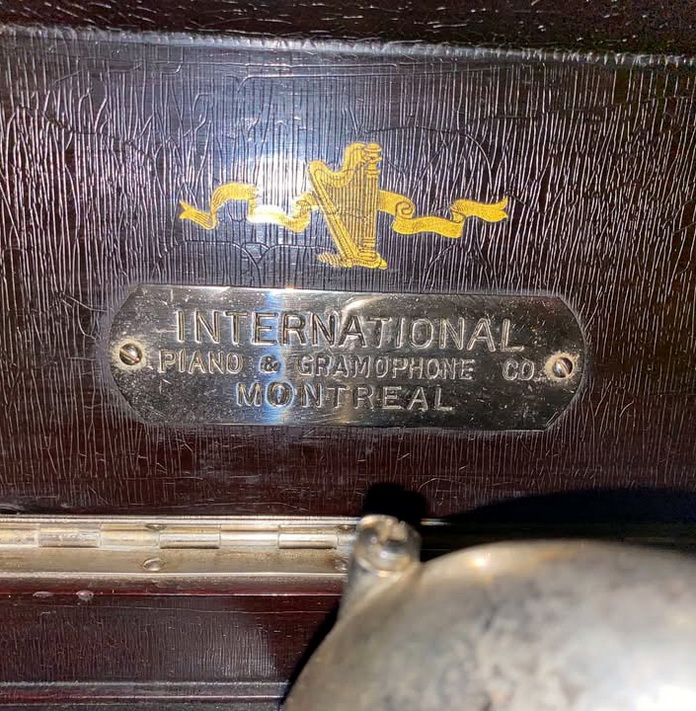 INTERNATIONAL
PIANO & GRAMOPHONE CO.
MONTREAL